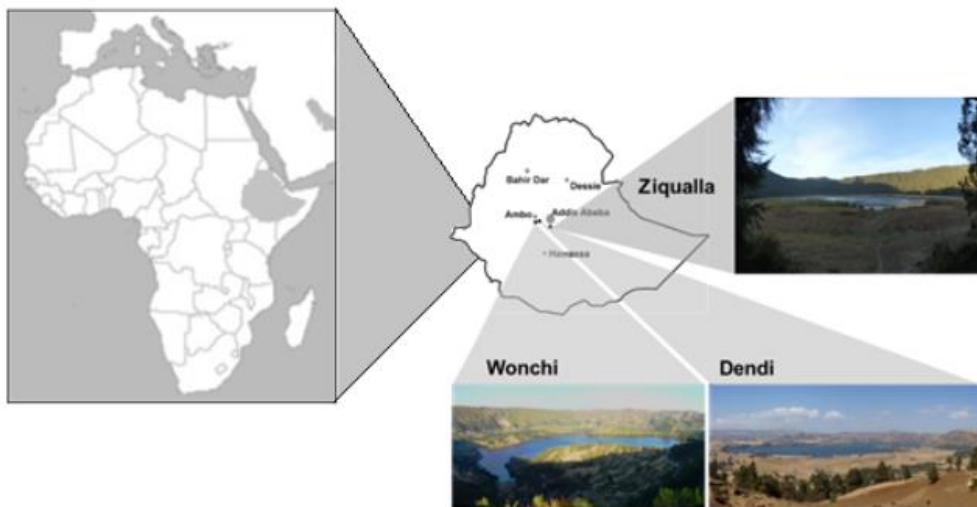 Bahir Dar
Dessie
Ziqualla
Ambo
Addis Ababa
Hawassa
Wonchi
Dendi